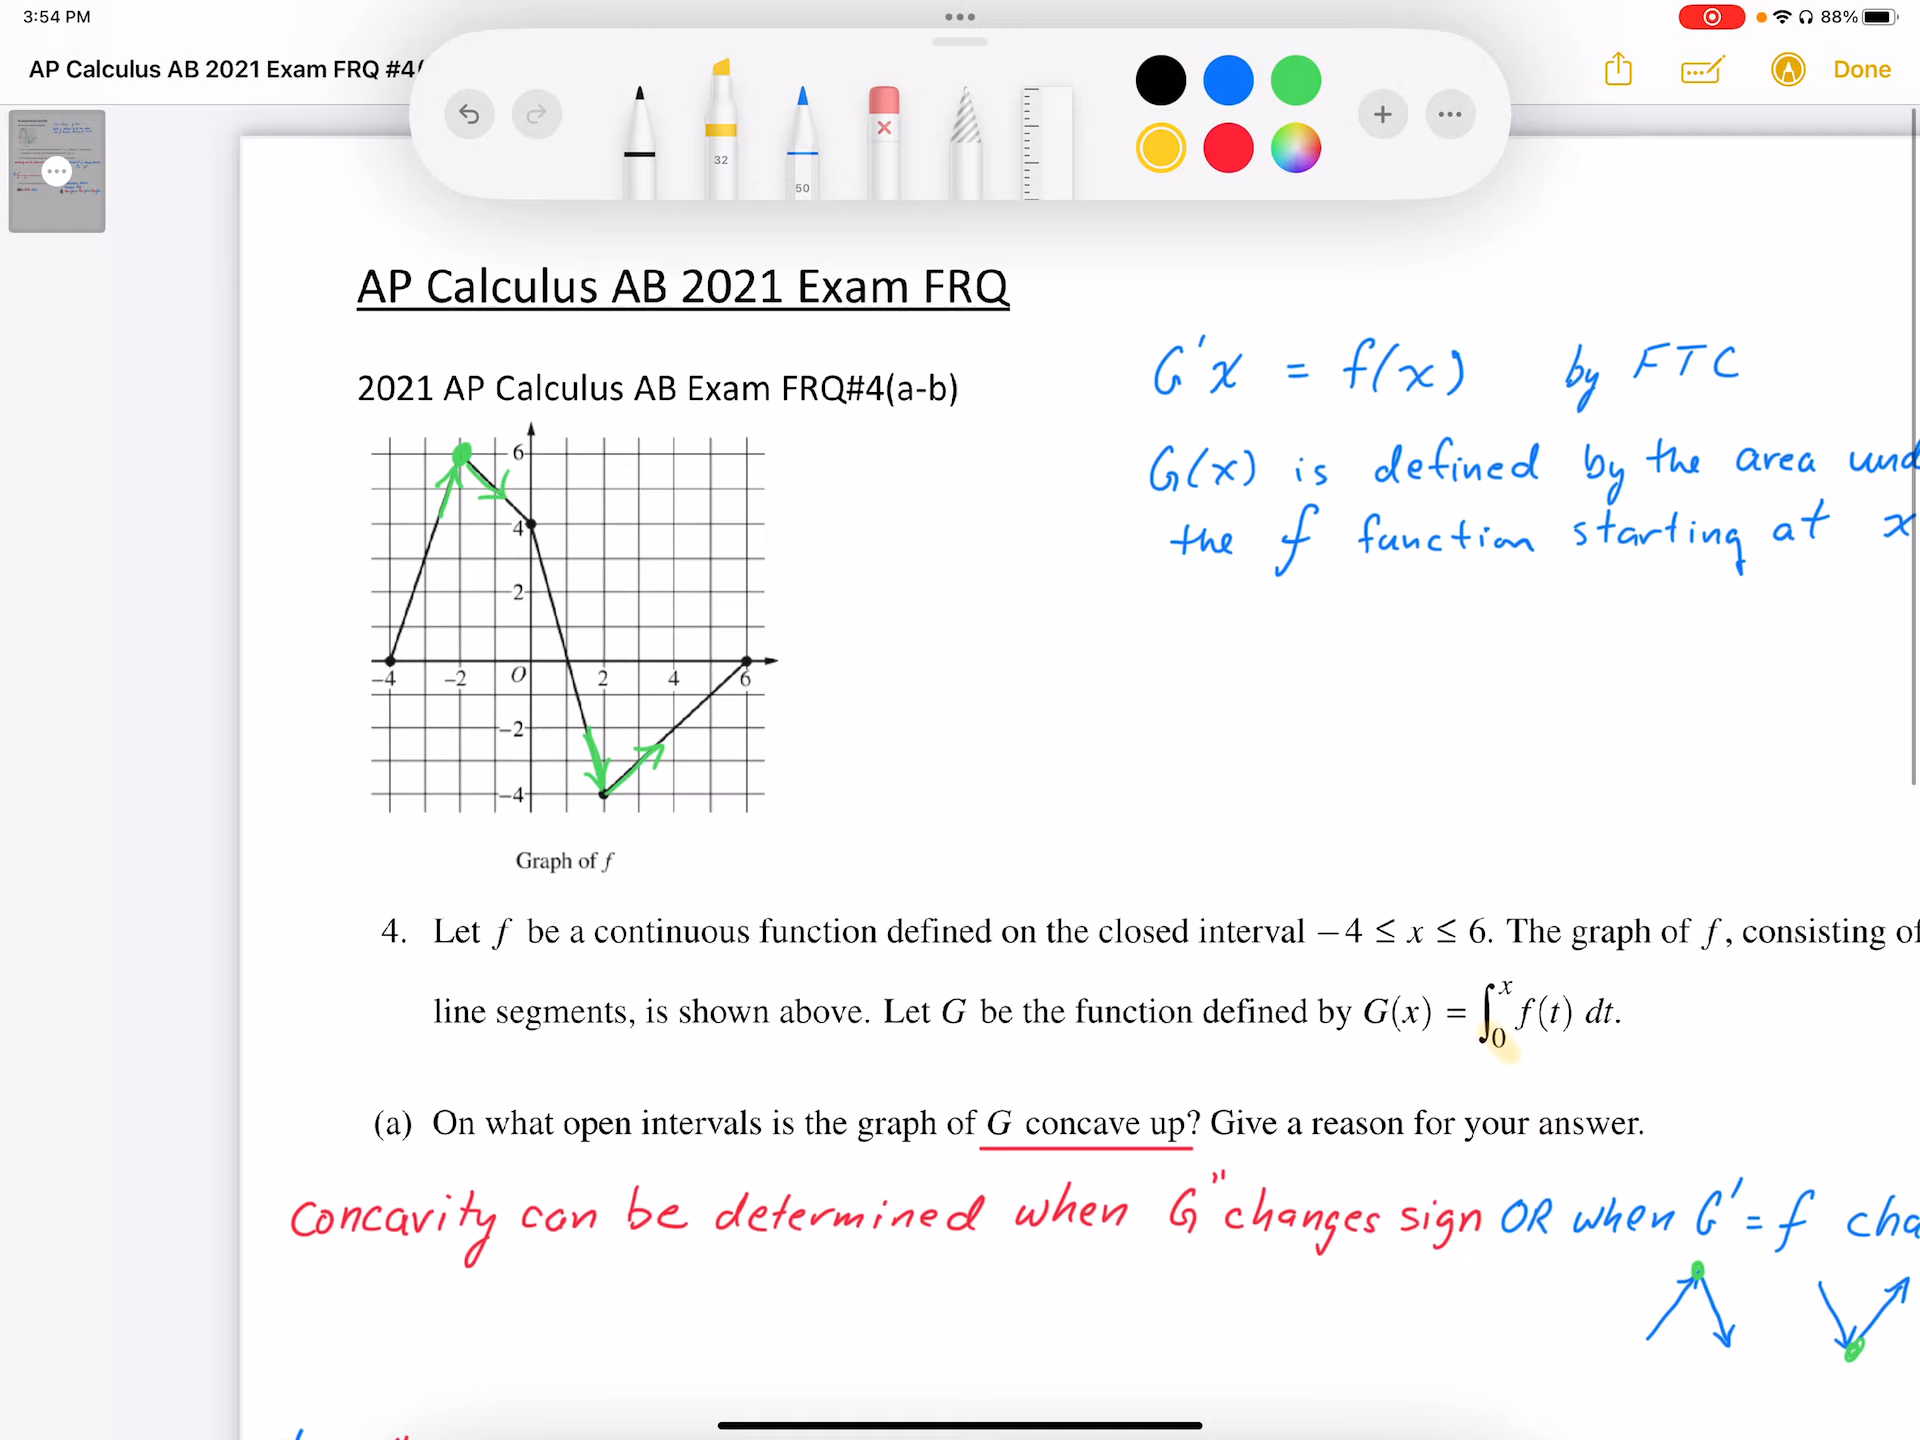 3:54 PM
88%
AP Calculus AB 2021 Exam FRQ #4(
Done
32
50
AP Calculus AB 2021 Exam FRQ
2021 AP Calculus AB Exam FRQ#4(a-b)
G'x = f(x) by FTC
G(x) is defined by the area und
the f function starting at x
6
4
2
−4 −2 O 2 4 6
−2
−4
Graph of f
4. Let f be a continuous function defined on the closed interval −4 ≤ x ≤ 6. The graph of f, consisting of
line segments, is shown above. Let G be the function defined by G(x) = ∫₀ˣ f(t) dt.
(a) On what open intervals is the graph of G concave up? Give a reason for your answer.
Concavity can be determined when G" changes sign OR when G' = f cha